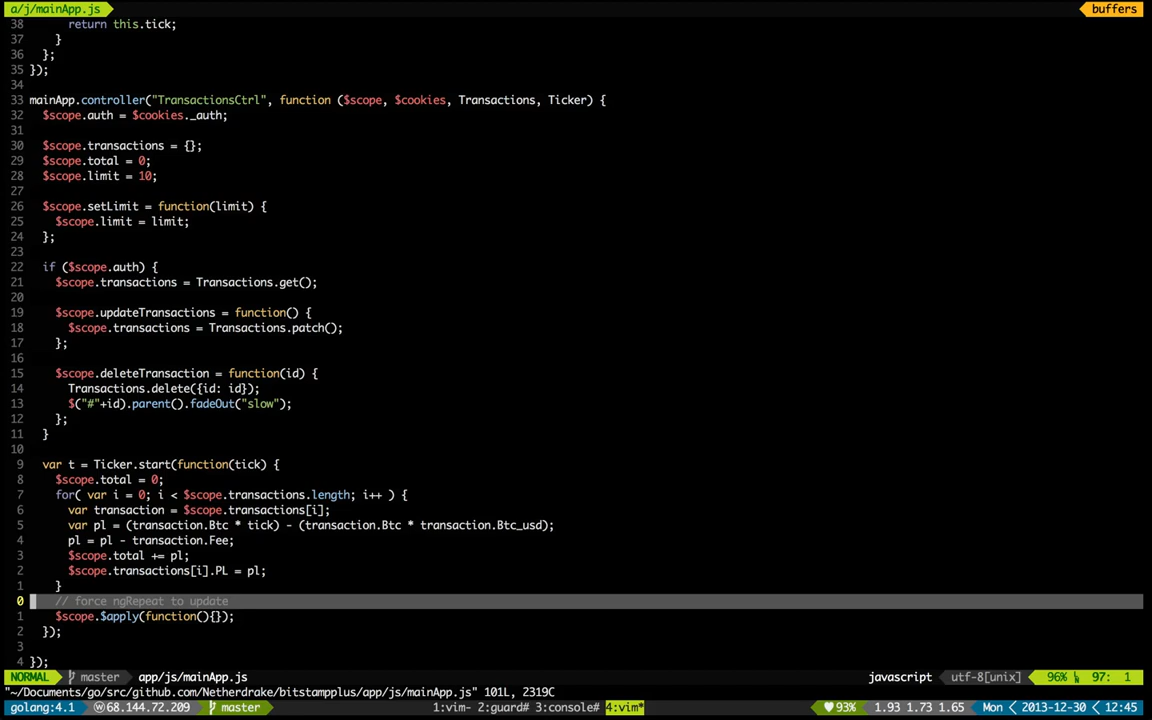 a/j/mainApp.js buffers
38 return this.tick;
37 }
36 };
35 });
34
33 mainApp.controller("TransactionsCtrl", function ($scope, $cookies, Transactions, Ticker) {
32 $scope.auth = $cookies._auth;
31
30 $scope.transactions = {};
29 $scope.total = 0;
28 $scope.limit = 10;
27
26 $scope.setLimit = function(limit) {
25 $scope.limit = limit;
24 };
23
22 if ($scope.auth) {
21 $scope.transactions = Transactions.get();
20
19 $scope.updateTransactions = function() {
18 $scope.transactions = Transactions.patch();
17 };
16
15 $scope.deleteTransaction = function(id) {
14 Transactions.delete({id: id});
13 $("#"+id).parent().fadeOut("slow");
12 };
11 }
10
9 var t = Ticker.start(function(tick) {
8 $scope.total = 0;
7 for( var i = 0; i < $scope.transactions.length; i++ ) {
6 var transaction = $scope.transactions[i];
5 var pl = (transaction.Btc * tick) - (transaction.Btc * transaction.Btc_usd);
4 pl = pl - transaction.Fee;
3 $scope.total += pl;
2 $scope.transactions[i].PL = pl;
1 }
0 // force ngRepeat to update
1 $scope.$apply(function(){});
2 });
3
4 });
NORMAL master app/js/mainApp.js javascript utf-8[unix] 96% 97: 1
"~/Documents/go/src/github.com/Netherdrake/bitstampplus/app/js/mainApp.js" 101L, 2319C
golang:4.1 68.144.72.209 master 1:vim- 2:guard# 3:console# 4:vim* ♥93% 1.93 1.73 1.65 Mon < 2013-12-30 < 12:45